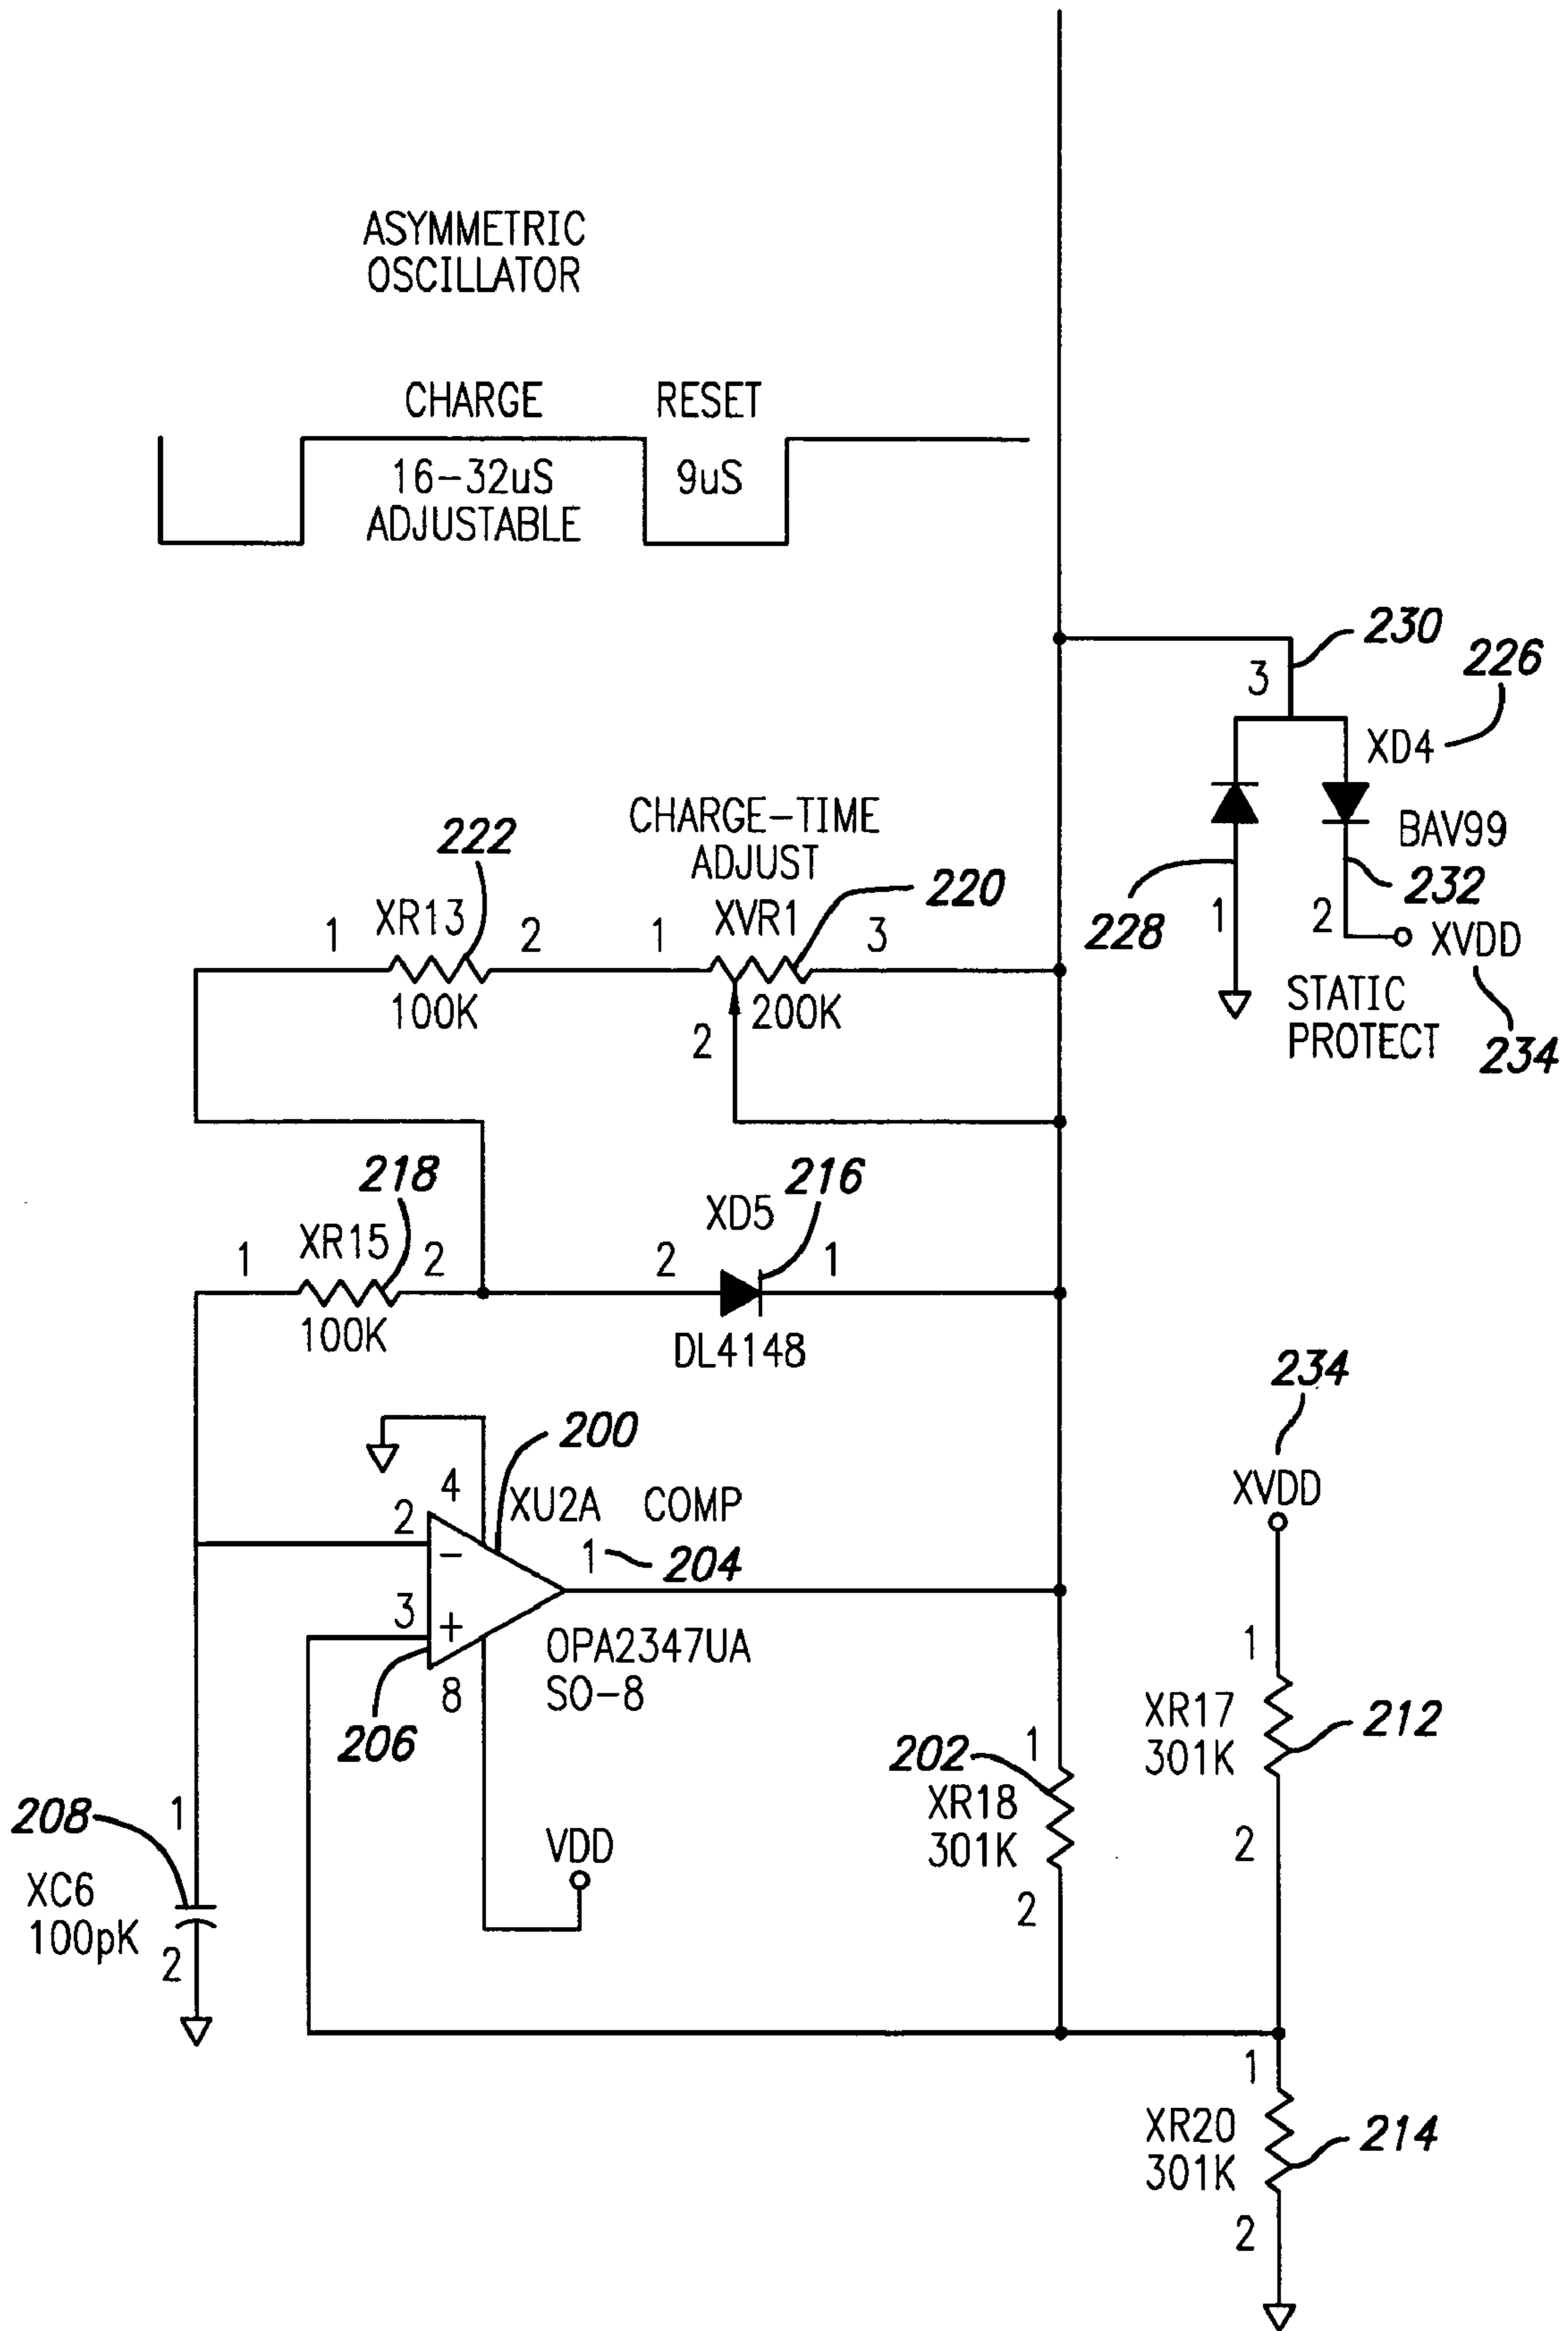 ASYMMETRIC
OSCILLATOR
CHARGE RESET
16-32uS 9uS
ADJUSTABLE
230
3
226
XD4
BAV99
232
228
1
2
XVDD
STATIC
PROTECT
234
CHARGE-TIME
ADJUST
222
220
1 XR13 2
1 XVR1 3
100K
2
200K
218
216
1 XR15 2
XD5
2 1
100K
DL4148
200
4
XU2A COMP
2
-
1
204
3
+
OPA2347UA
SO-8
8
206
VDD
208
1
XC6
100pK
2
234
XVDD
1
XR17
301K
212
2
202
1
XR18
301K
2
1
XR20
301K
214
2